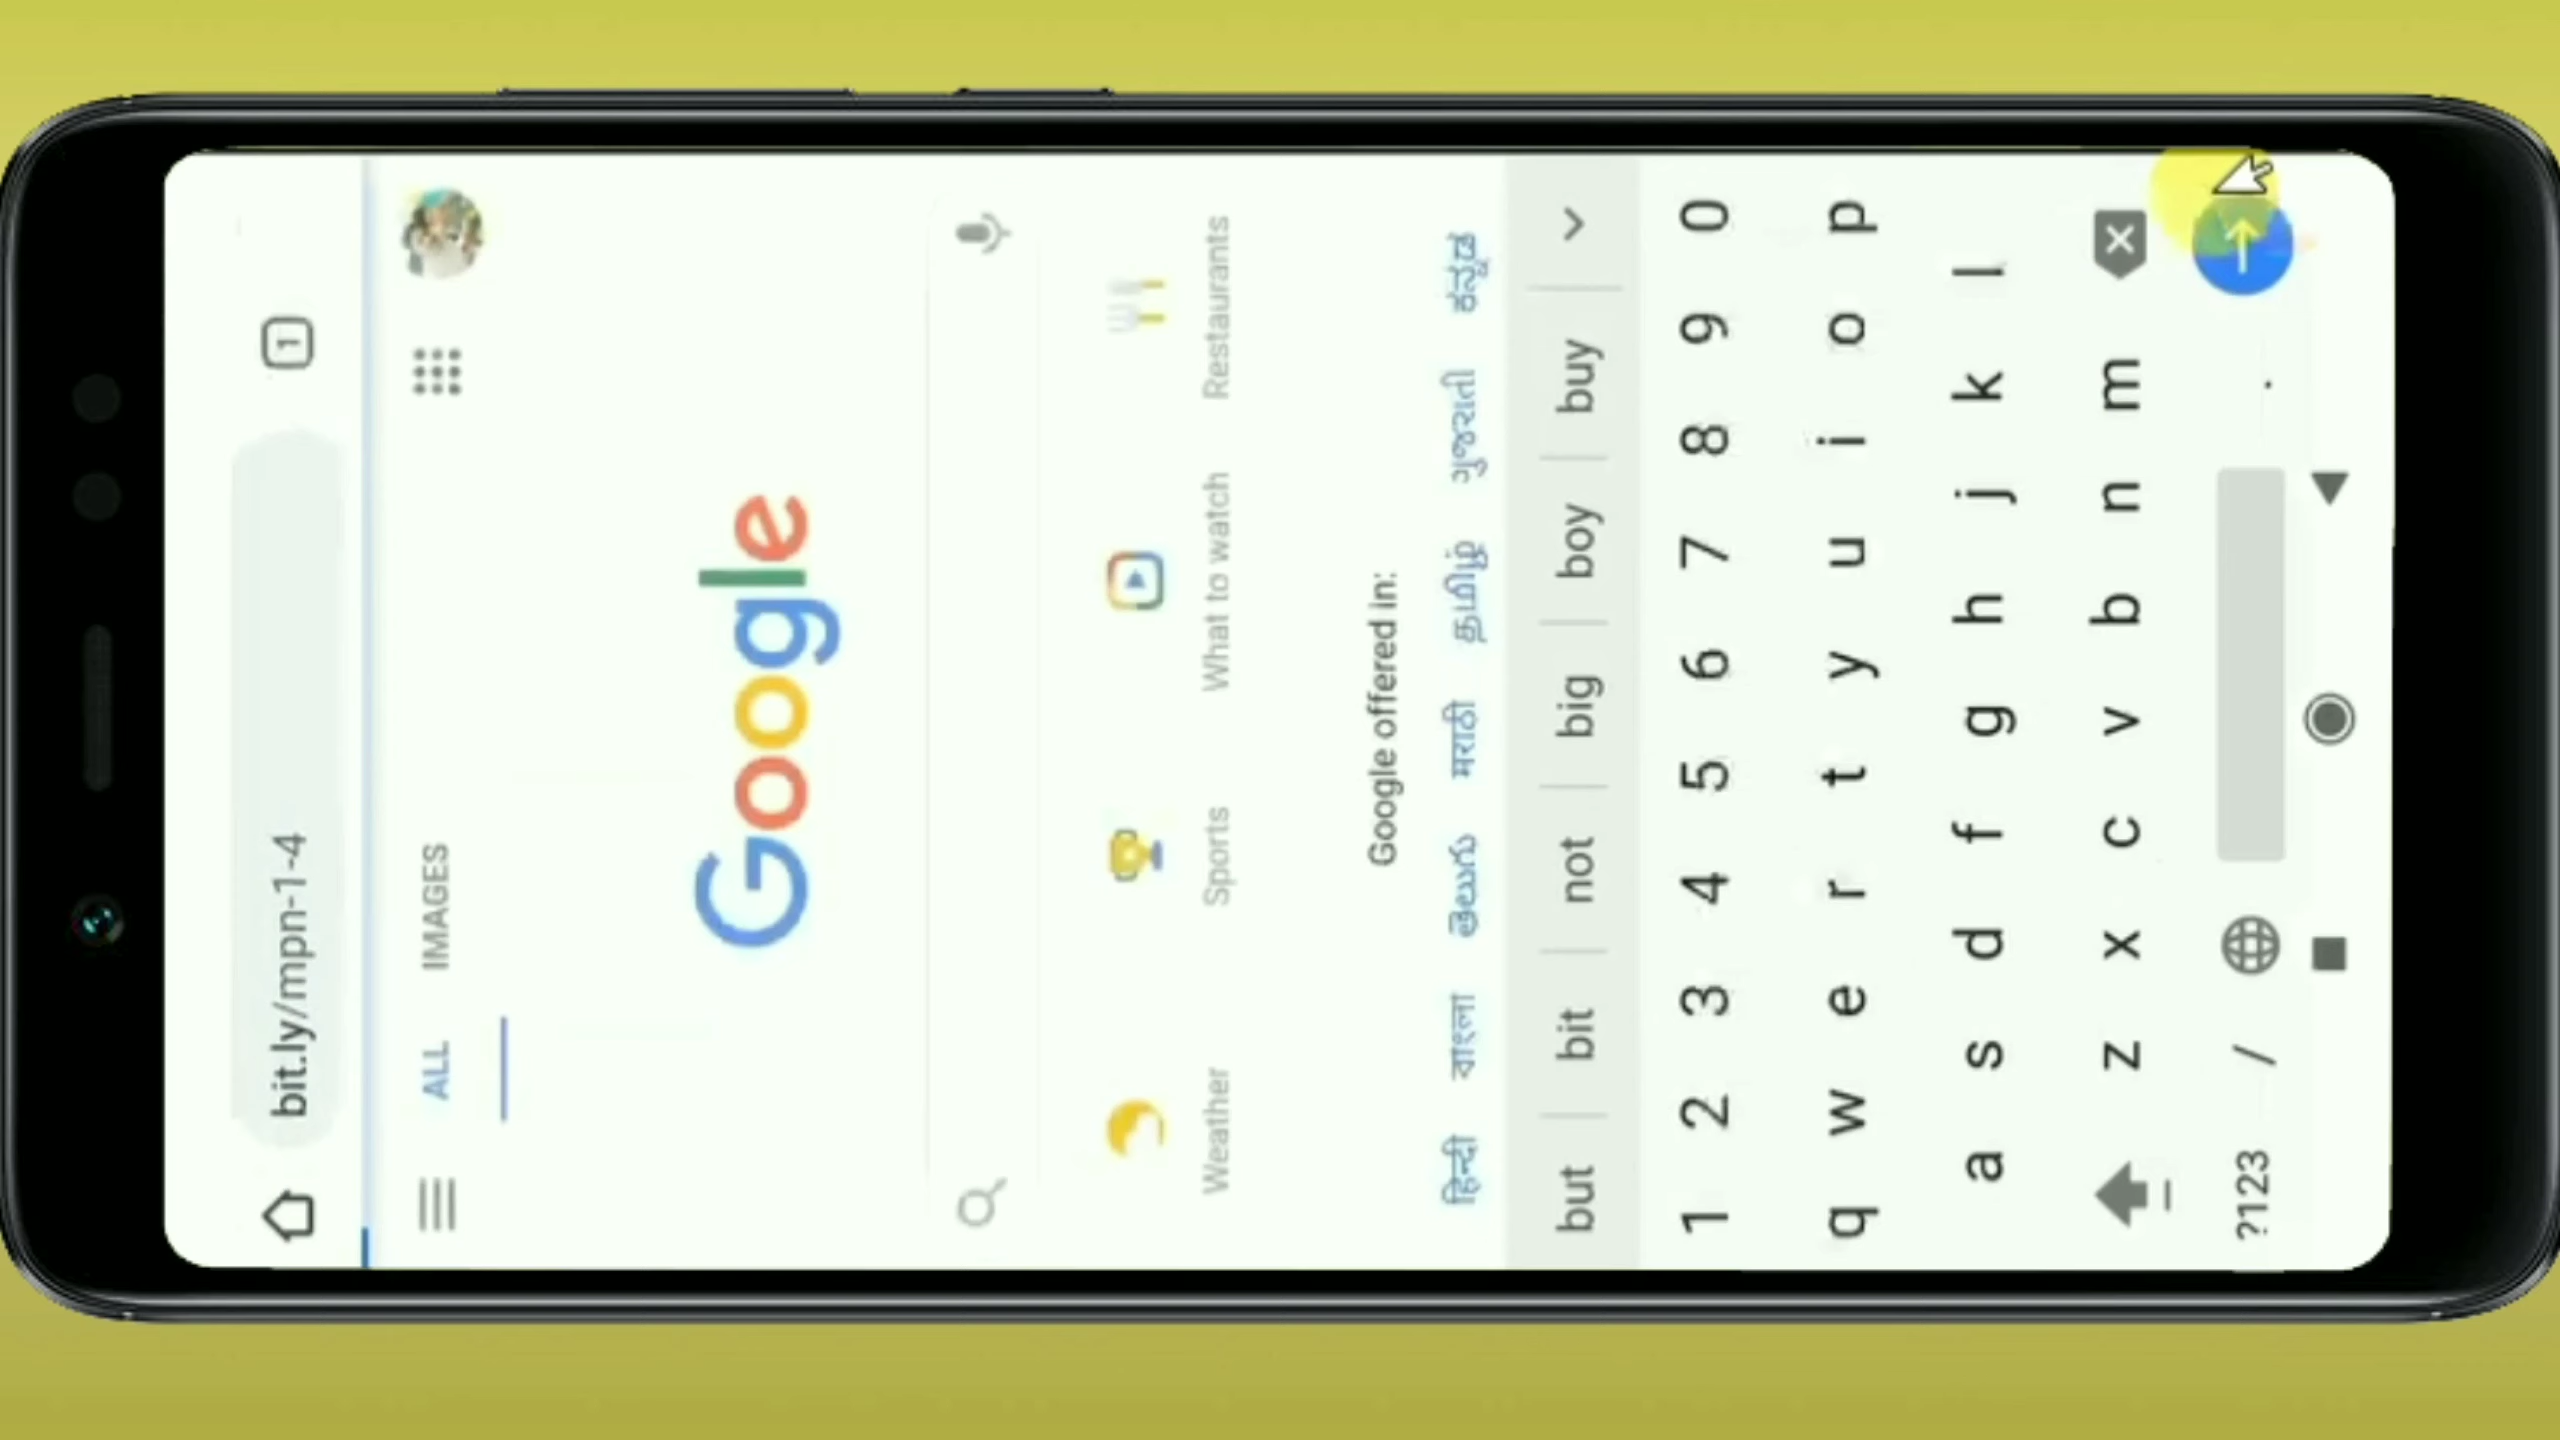 bit.ly/mpn-1-4
1
ALL IMAGES
Google
Weather Sports What to watch Restaurants
Google offered in:
हिन्दी বাংলা తెలుగు मराठी தமிழ் ગુજરાતી ಕನ್ನಡ
but bit not big boy buy
1 2 3 4 5 6 7 8 9 0
q w e r t y u i o p
a s d f g h j k l
z x c v b n m
?123 / .